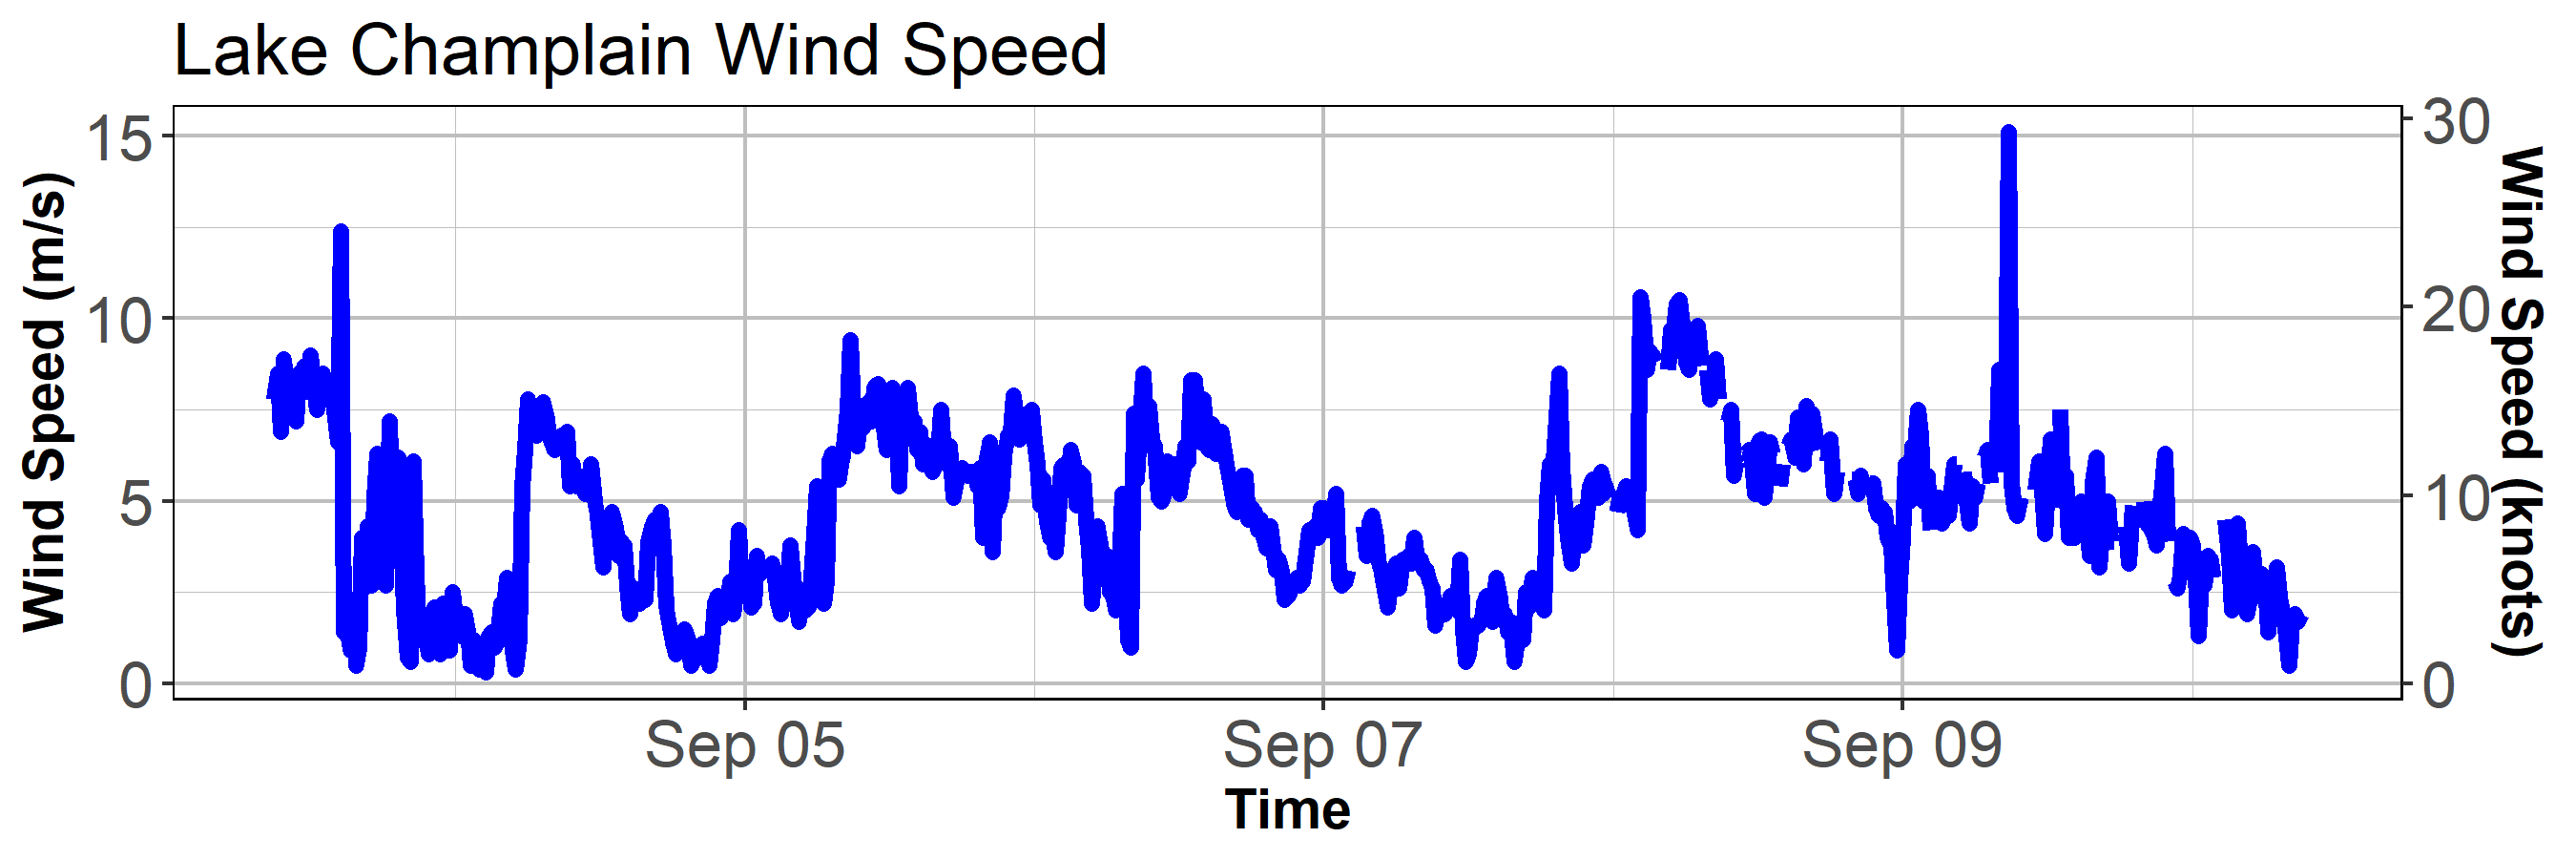 Lake Champlain Wind Speed
Wind Speed (m/s)
15
10
5
0
30
20
10
0
Wind Speed (knots)
Sep 05
Sep 07
Sep 09
Time